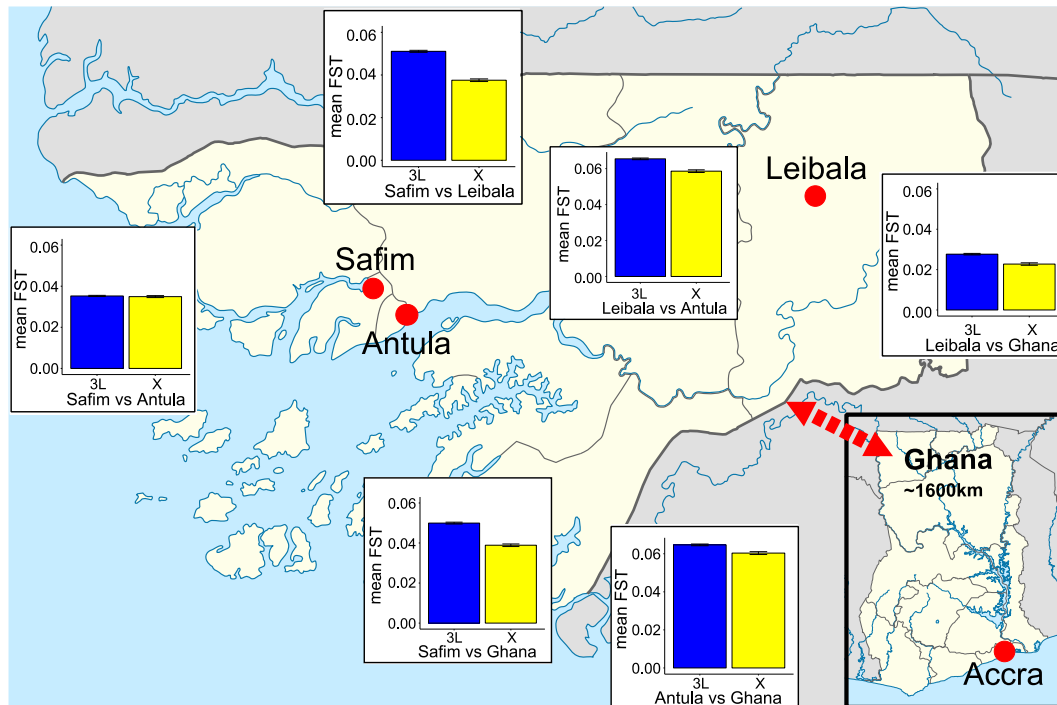 mean FST
0.06
0.04
0.02
0.00
3L X
Safim vs Leibala
mean FST
0.06
0.04
0.02
0.00
3L X
Leibala vs Antula
Leibala
mean FST
0.06
0.04
0.02
0.00
3L X
Leibala vs Ghana
mean FST
0.06
0.04
0.02
0.00
3L X
Safim vs Antula
Safim
Antula
mean FST
0.06
0.04
0.02
0.00
3L X
Safim vs Ghana
mean FST
0.06
0.04
0.02
0.00
3L X
Antula vs Ghana
Ghana
~1600km
Accra